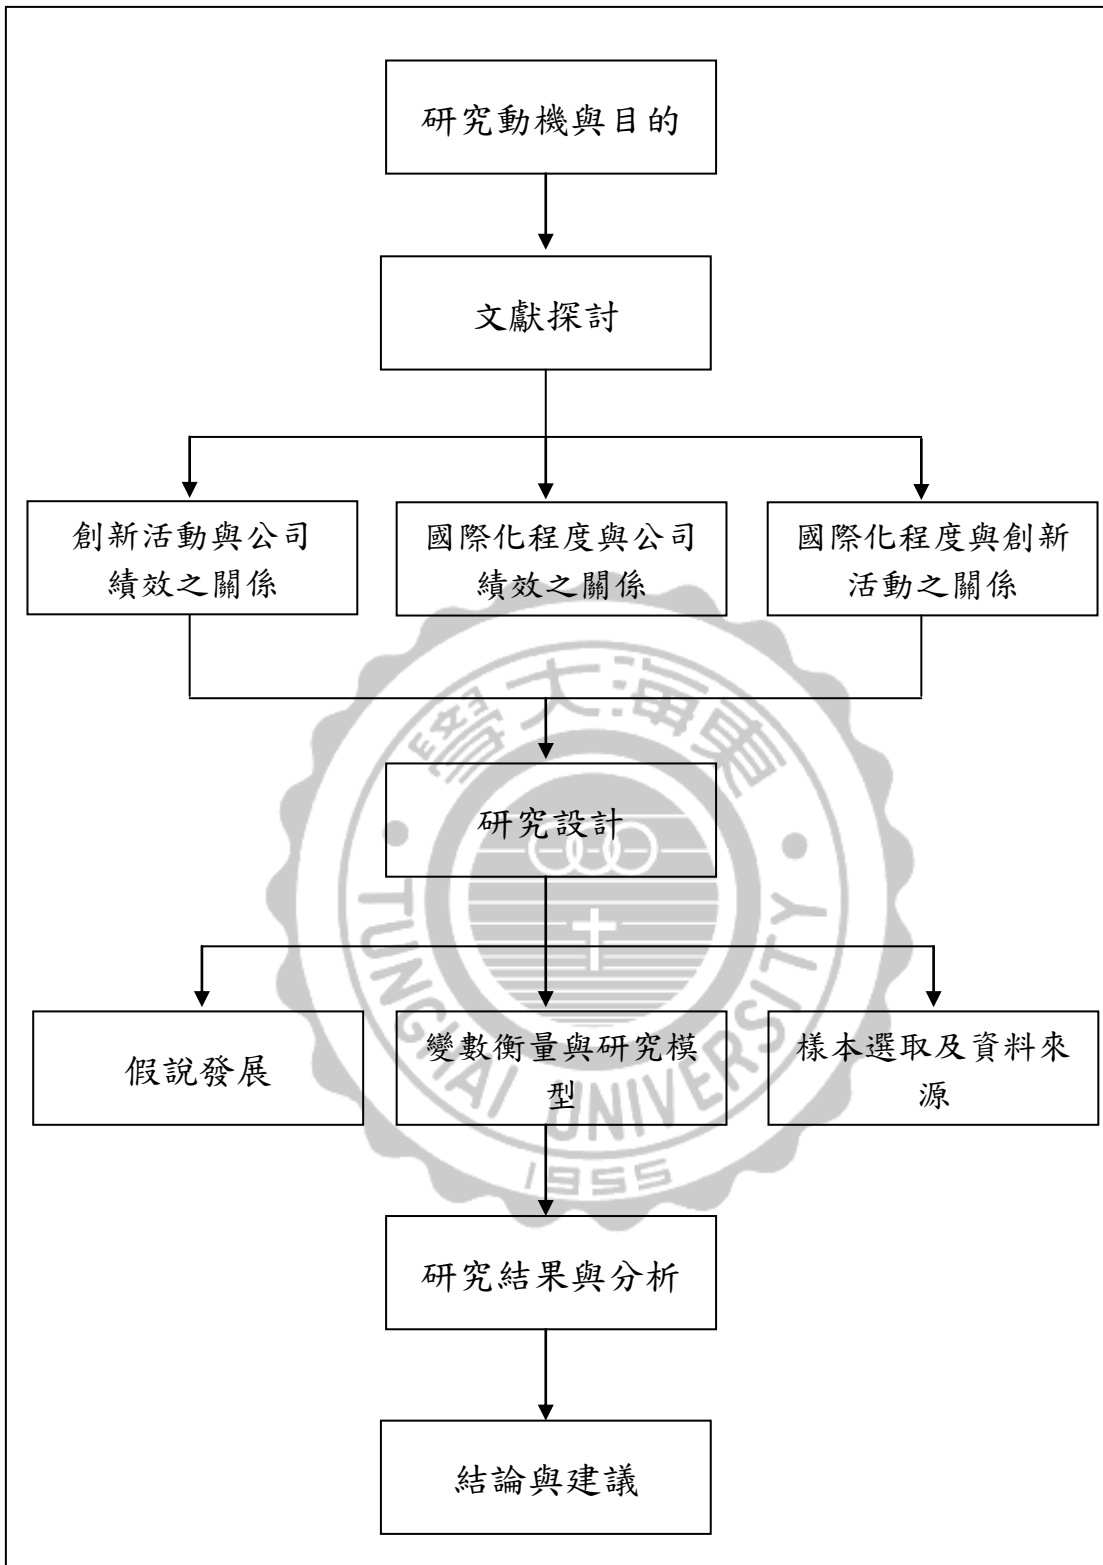 研究動機與目的
文獻探討
創新活動與公司
績效之關係
國際化程度與公司
績效之關係
國際化程度與創新
活動之關係
研究設計
假說發展
變數衡量與研究模
型
樣本選取及資料來
源
研究結果與分析
結論與建議
學大海東
TUNGHAI UNIVERSITY
1955